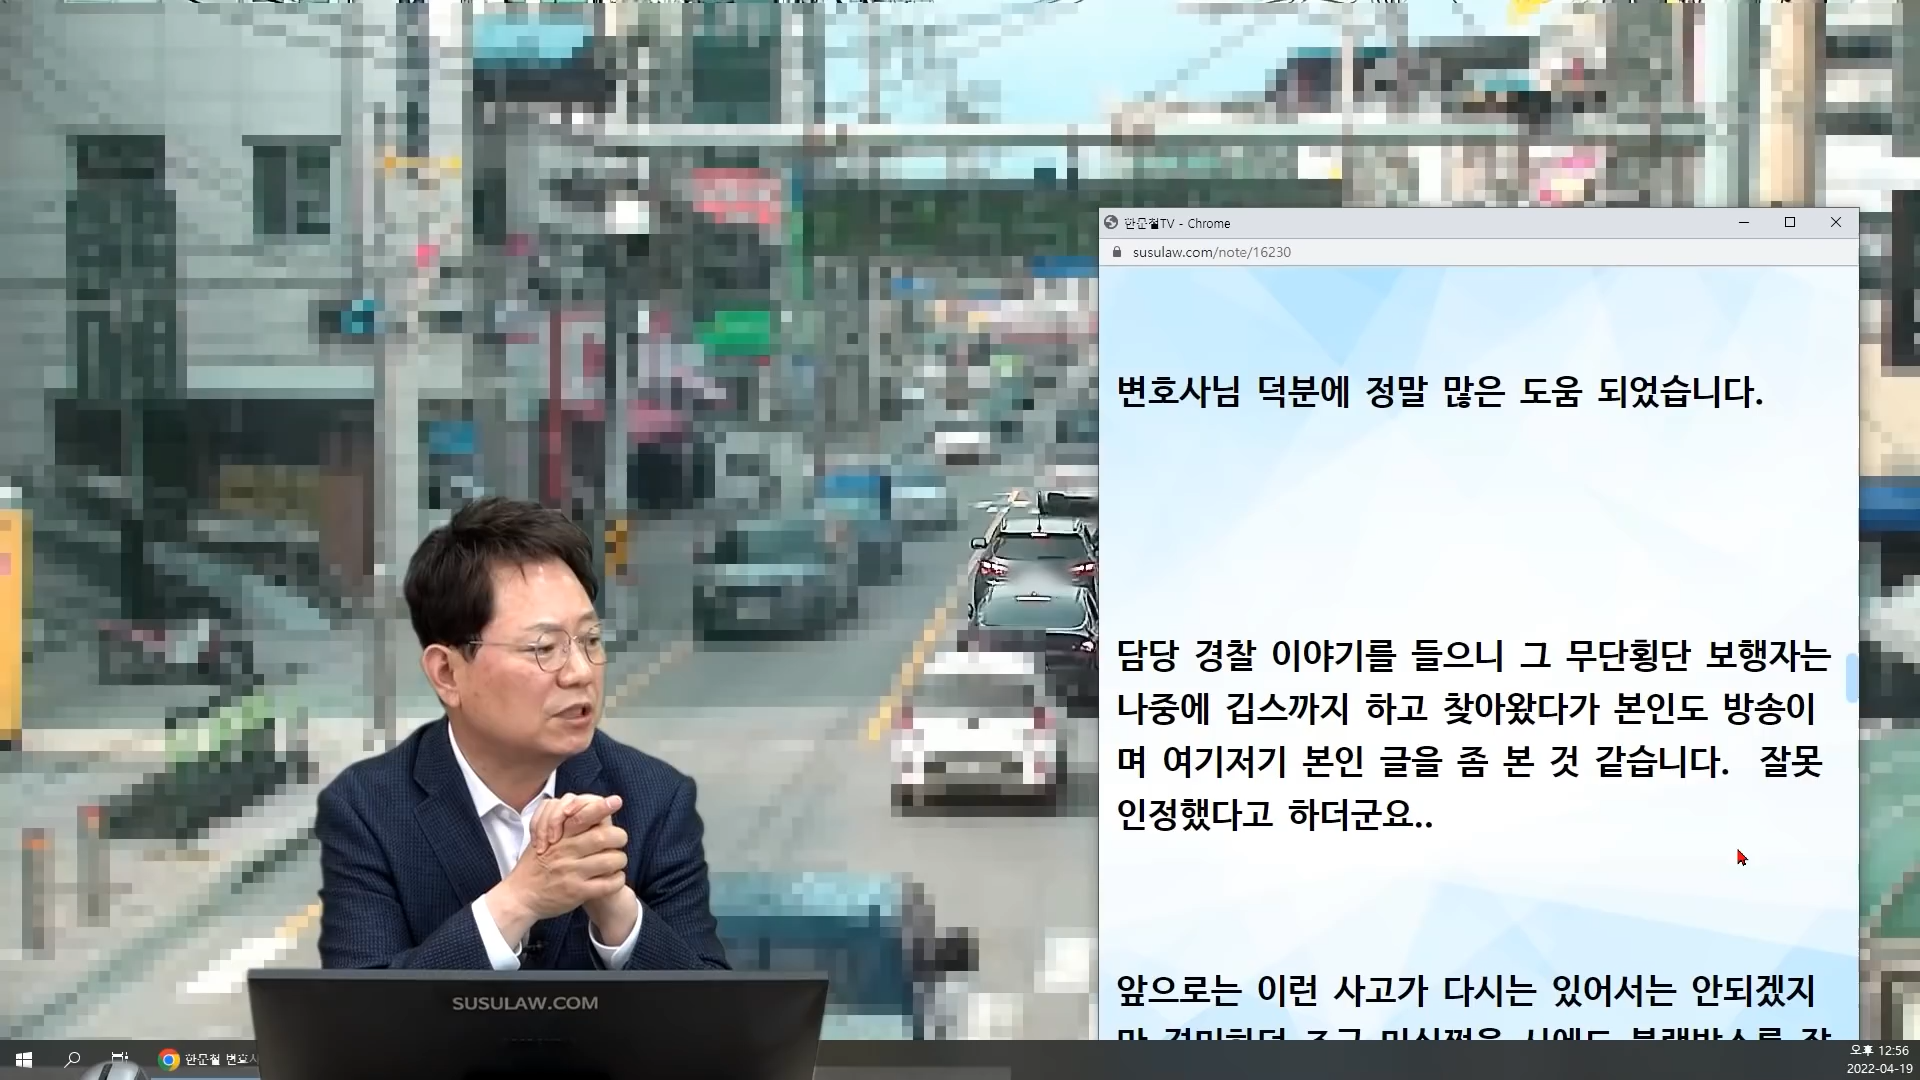 한문철TV - Chrome
susulaw.com/note/16230
변호사님 덕분에 정말 많은 도움 되었습니다.
담당 경찰 이야기를 들으니 그 무단횡단 보행자는
나중에 깁스까지 하고 찾아왔다가 본인도 방송이
며 여기저기 본인 글을 좀 본 것 같습니다. 잘못
인정했다고 하더군요..
앞으로는 이런 사고가 다시는 있어서는 안되겠지
SUSULAW.COM
한문철 변호사
오후 12:56
2022-04-19